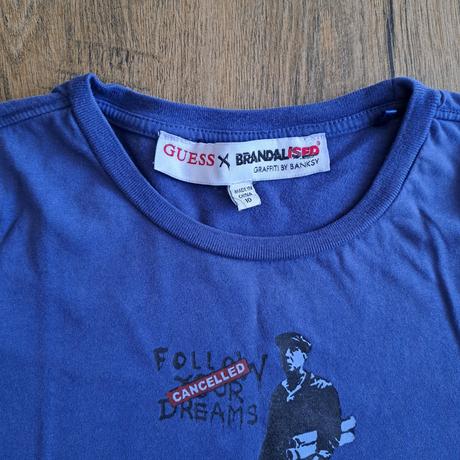 GUESS X BRANDALISED
GRAFFITI BY BANKSY
MADE IN
CHINA
10
FOLLOW
YOUR
CANCELLED
DREAMS